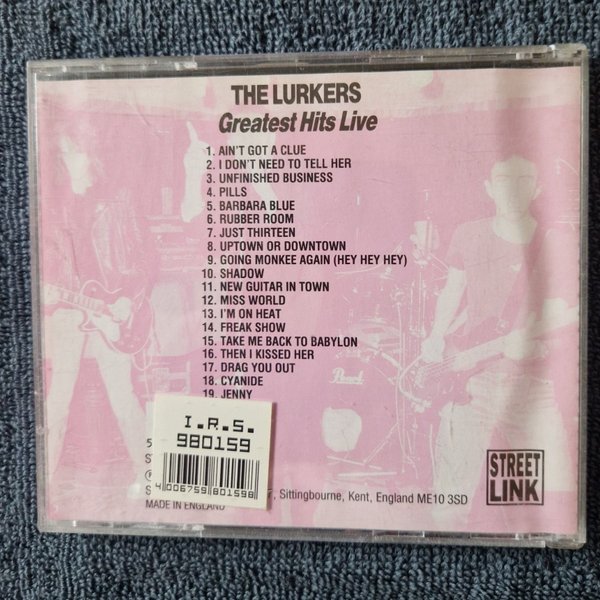 THE LURKERS
Greatest Hits Live
1. AIN'T GOT A CLUE
2. I DON'T NEED TO TELL HER
3. UNFINISHED BUSINESS
4. PILLS
5. BARBARA BLUE
6. RUBBER ROOM
7. JUST THIRTEEN
8. UPTOWN OR DOWNTOWN
9. GOING MONKEE AGAIN (HEY HEY HEY)
10. SHADOW
11. NEW GUITAR IN TOWN
12. MISS WORLD
13. I'M ON HEAT
14. FREAK SHOW
15. TAKE ME BACK TO BABYLON
16. THEN I KISSED HER
17. DRAG YOU OUT
18. CYANIDE
19. JENNY
I.R.S.
980159
4 006759 801598
7, Sittingbourne, Kent, England ME10 3SD
MADE IN ENGLAND
STREET
LINK
Pearl